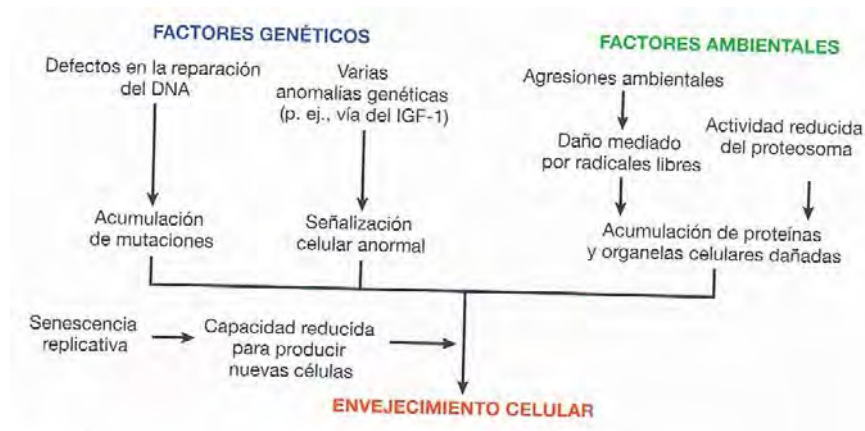 FACTORES GENÉTICOS
Defectos en la reparación
del DNA
Varias
anomalías genéticas
(p. ej., vía del IGF-1)
Acumulación
de mutaciones
Señalización
celular anormal
FACTORES AMBIENTALES
Agresiones ambientales
Daño mediado
por radicales libres
Actividad reducida
del proteosoma
Acumulación de proteínas
y organelas celulares dañadas
Senescencia
replicativa
Capacidad reducida
para producir
nuevas células
ENVEJECIMIENTO CELULAR